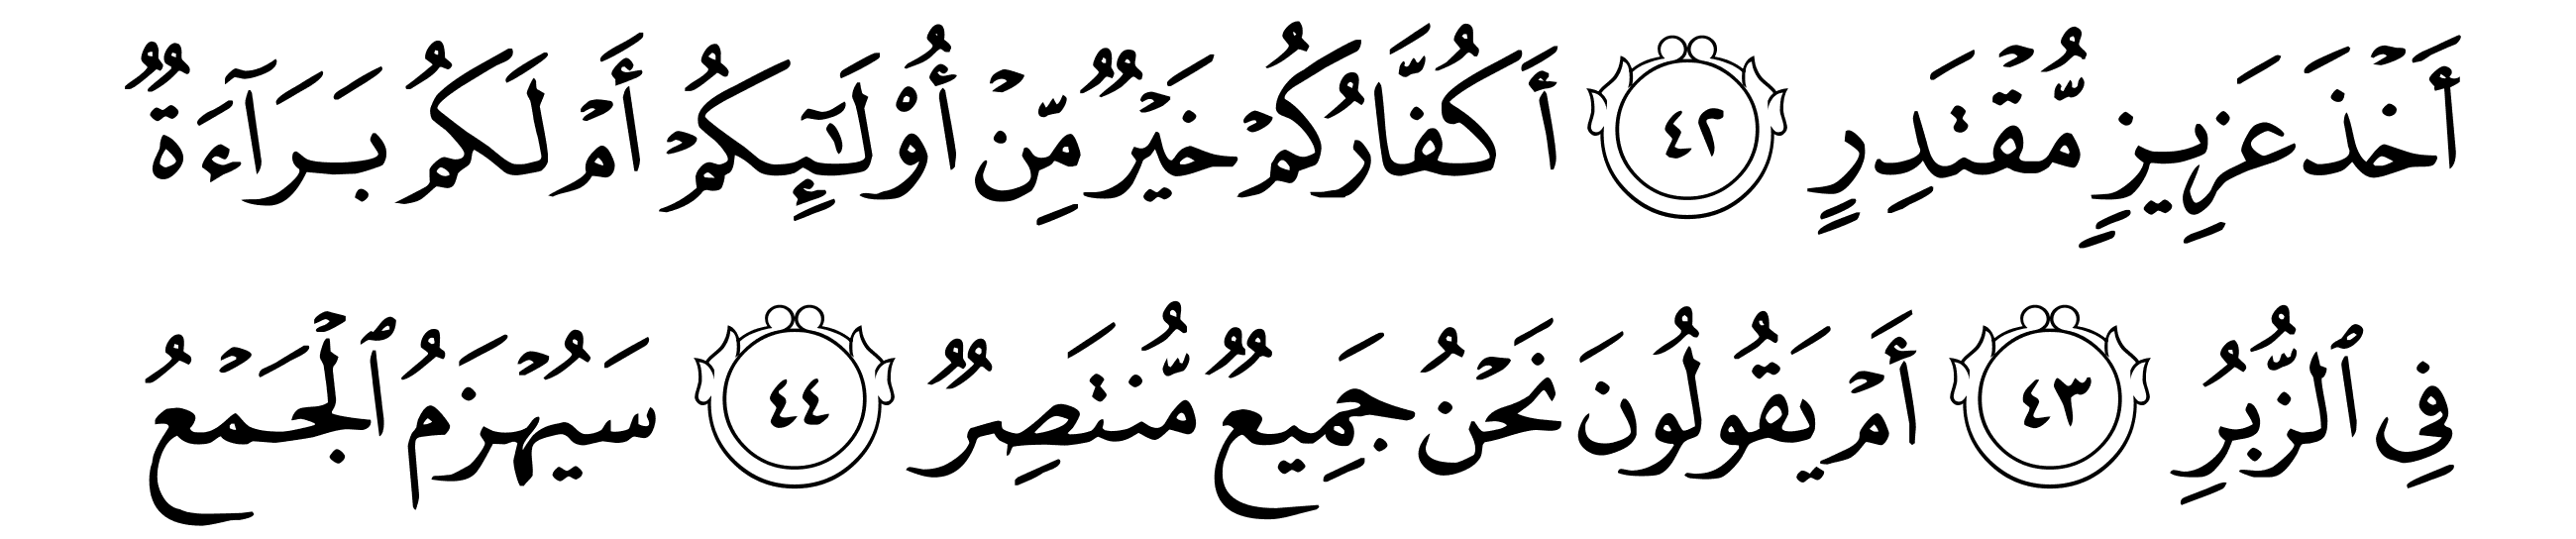 أَخْذَ عَزِيزٍ مُّقْتَدِرٍ ٤٢ أَكُفَّارُكُمْ خَيْرٌ مِّنْ أُوْلَٰٓئِكُمْ أَمْ لَكُم بَرَآءَةٌ
فِي ٱلزُّبُرِ ٤٣ أَمْ يَقُولُونَ نَحْنُ جَمِيعٌ مُّنتَصِرٌ ٤٤ سَيُهْزَمُ ٱلْجَمْعُ